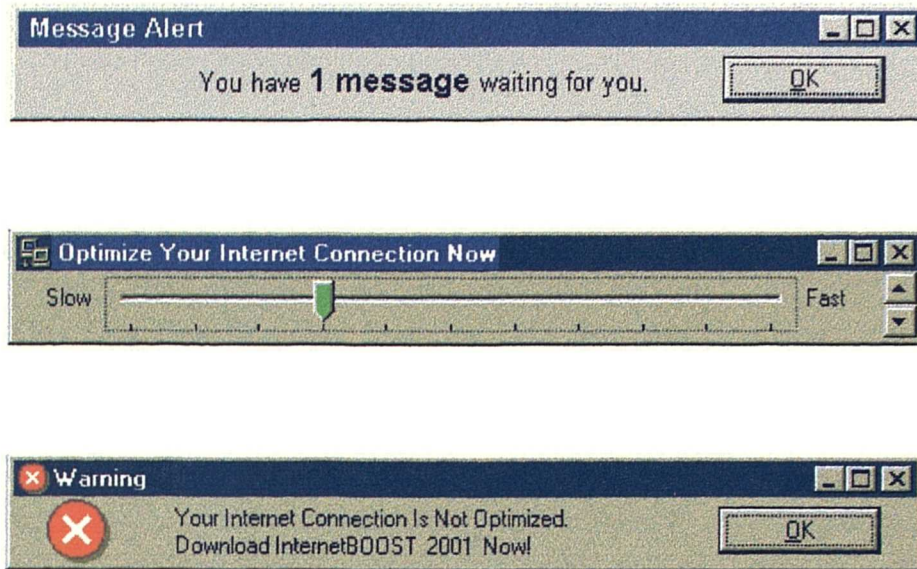 Message Alert
You have 1 message waiting for you.
OK
Optimize Your Internet Connection Now
Slow
Fast
Warning
Your Internet Connection Is Not Optimized.
Download InternetBOOST 2001 Now!
OK